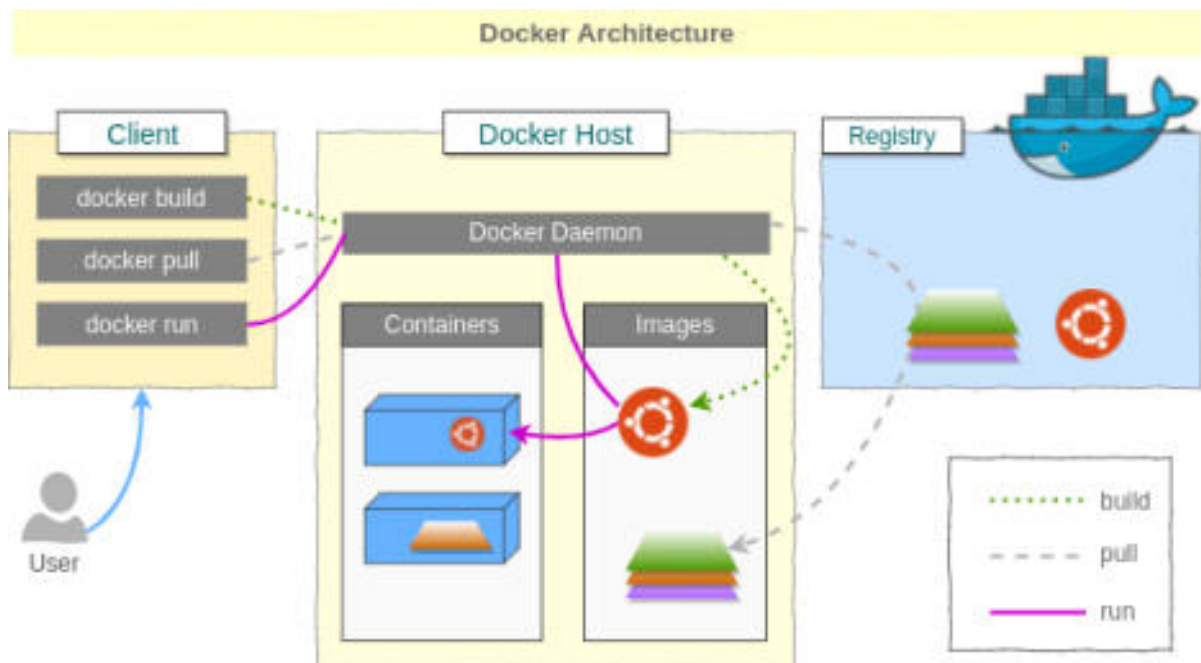 Docker Architecture
Client
docker build
docker pull
docker run
User
Docker Host
Docker Daemon
Containers
Images
Registry
build
pull
run